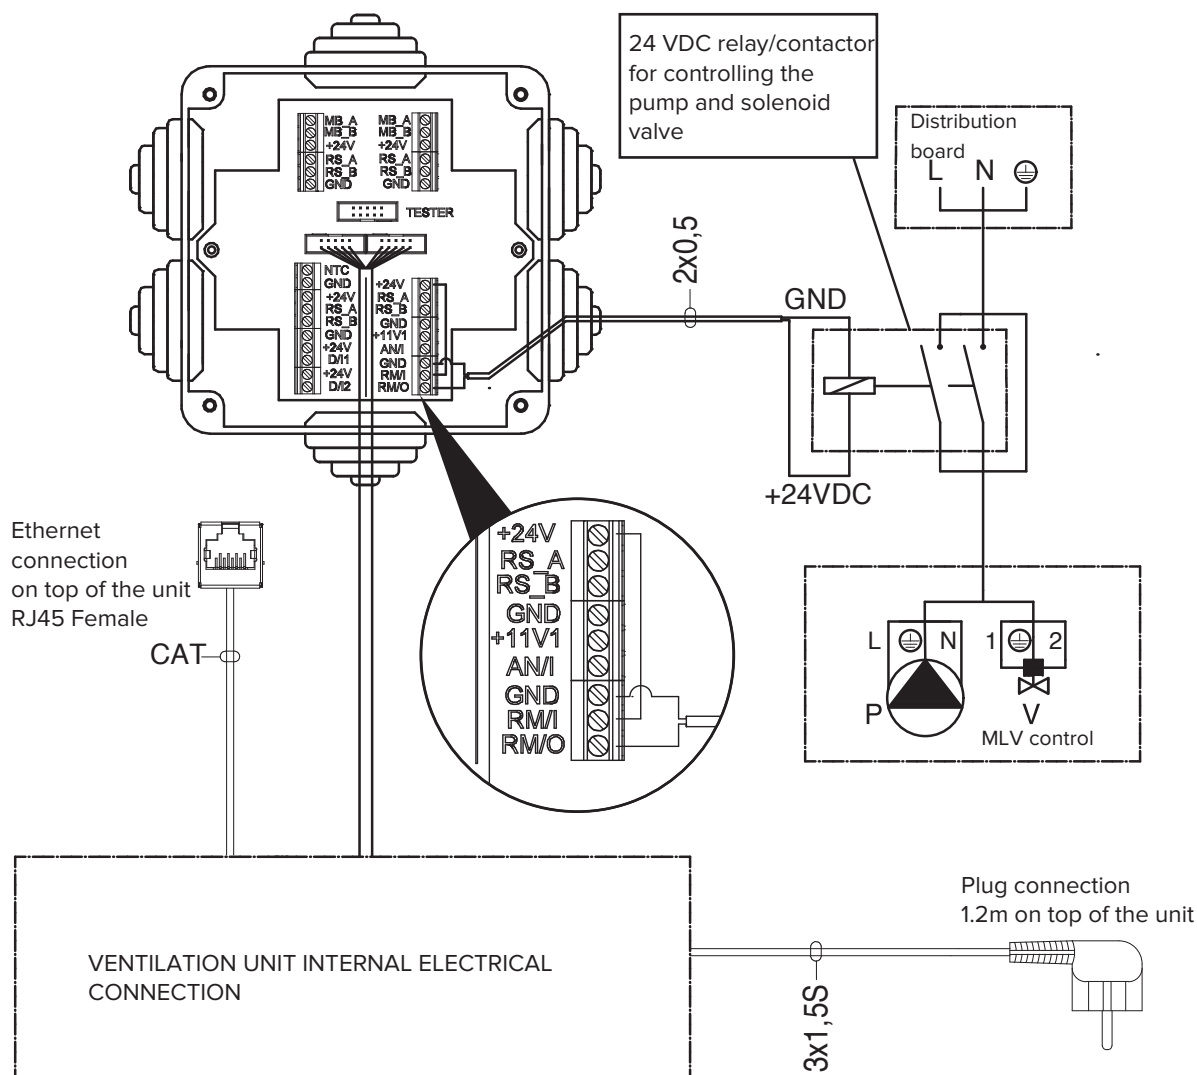 24 VDC relay/contactor
for controlling the
pump and solenoid
valve
Distribution
board
L N
MB_A
MB_B
+24V
RS_A
RS_B
GND
MB_A
MB_B
+24V
RS_A
RS_B
GND
TESTER
NTC
GND
+24V
RS_A
RS_B
GND
+24V
D/I1
+24V
D/I2
+24V
RS_A
RS_B
GND
+11V1
AN/I
GND
RM/I
RM/O
2x0,5
GND
+24VDC
Ethernet
connection
on top of the unit
RJ45 Female
CAT
+24V
RS_A
RS_B
GND
+11V1
AN/I
GND
RM/I
RM/O
L N 1 2
P V
MLV control
Plug connection
1.2m on top of the unit
VENTILATION UNIT INTERNAL ELECTRICAL
CONNECTION
3x1,5S